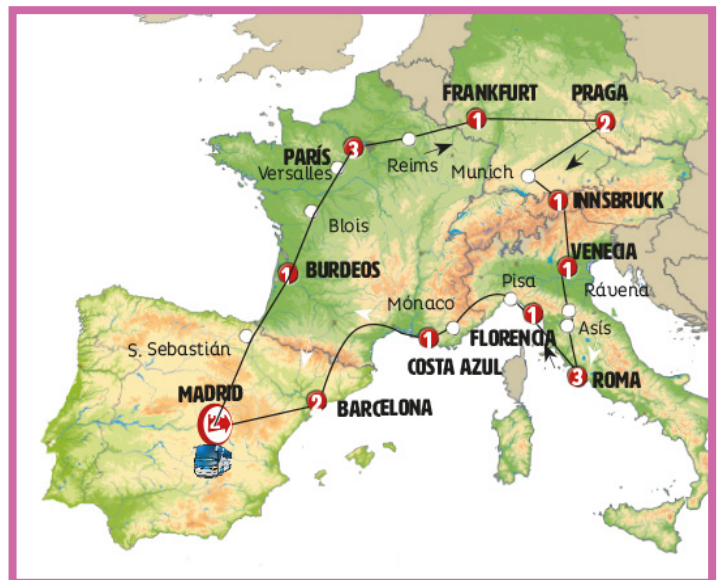 FRANKFURT
PRAGA
1
2
3
PARÍS
Reims
Versalles
Munich
1
INNSBRUCK
Blois
VENECIA
1
1
BURDEOS
Pisa
Rávena
Mónaco
1
FLORENCIA
Asís
S. Sebastián
1
COSTA AZUL
3
ROMA
MADRID
2
BARCELONA
2